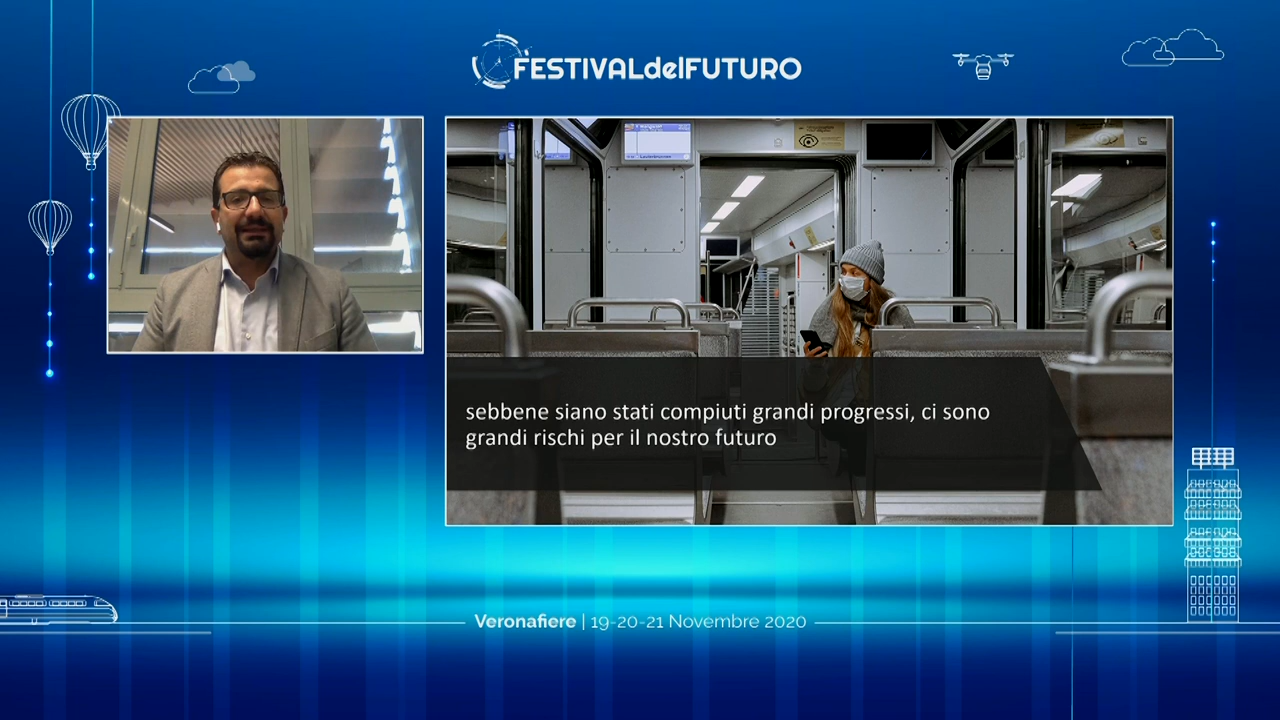 FESTIVALdelFUTURO
sebbene siano stati compiuti grandi progressi, ci sono
grandi rischi per il nostro futuro
Veronafiere | 19-20-21 Novembre 2020